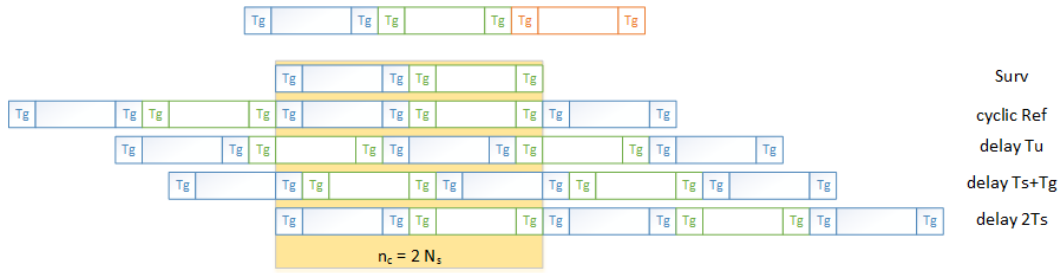 Tg Tg Tg Tg Tg Tg
Tg Tg Tg Tg Surv
Tg Tg Tg Tg Tg Tg Tg Tg Tg Tg cyclic Ref
Tg Tg Tg Tg Tg Tg Tg Tg Tg Tg delay Tu
Tg Tg Tg Tg Tg Tg Tg Tg Tg Tg delay Ts+Tg
Tg Tg Tg Tg Tg Tg Tg Tg Tg Tg delay 2Ts
n_c = 2 N_s